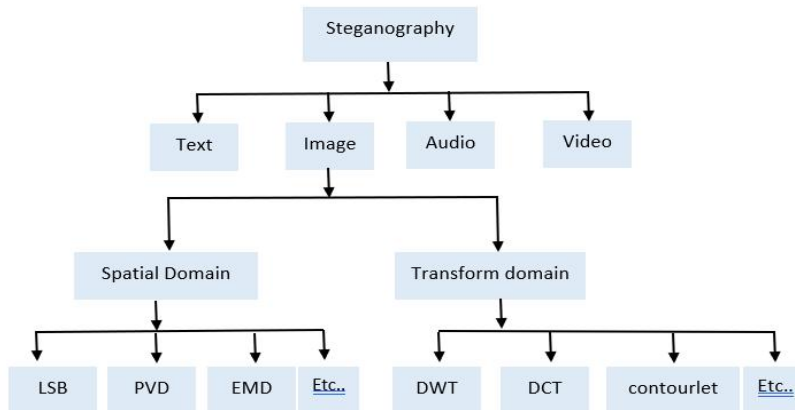 Steganography
Text Image Audio Video
Spatial Domain Transform domain
LSB PVD EMD Etc.. DWT DCT contourlet Etc..